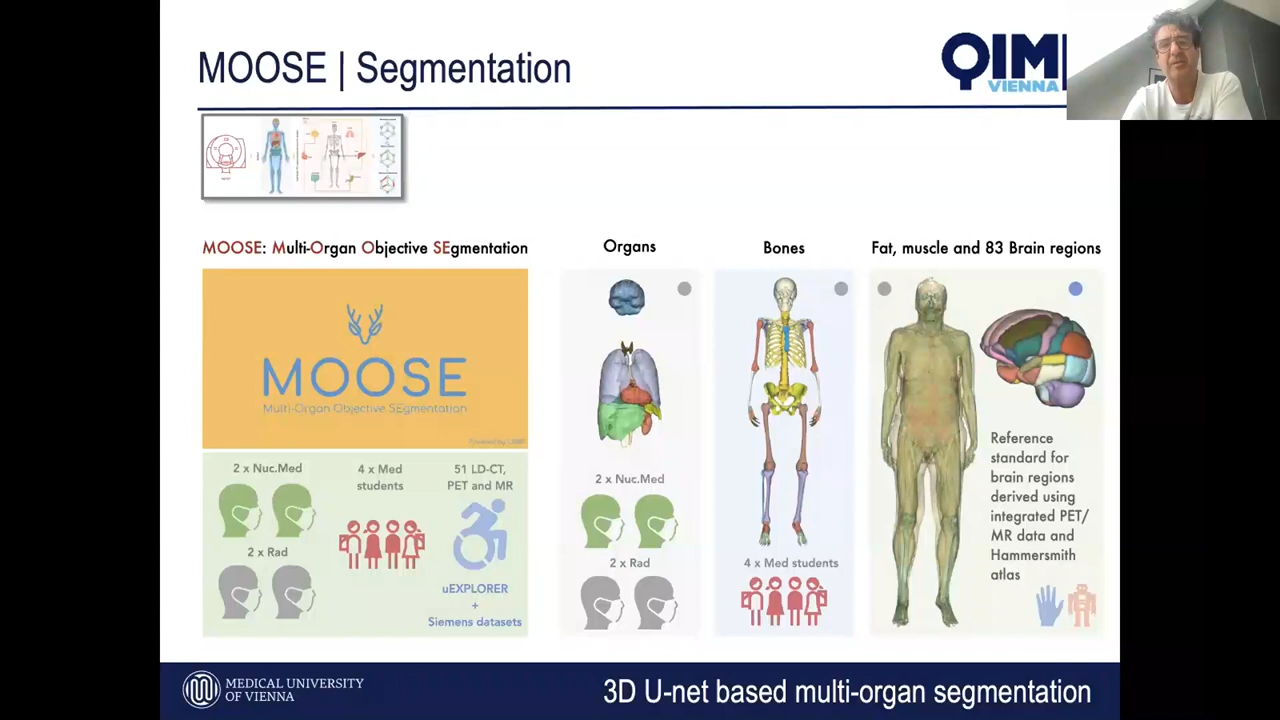 MOOSE | Segmentation
QIM
VIENNA
MOOSE: Multi-Organ Objective SEgmentation
Organs
Bones
Fat, muscle and 83 Brain regions
MOOSE
Multi-Organ Objective SEgmentation
2 x Nuc.Med
4 x Med
students
51 LD-CT,
PET and MR
2 x Rad
uEXPLORER
+
Siemens datasets
2 x Nuc.Med
2 x Rad
4 x Med students
Reference
standard for
brain regions
derived using
integrated PET/
MR data and
Hammersmith
atlas
MEDICAL UNIVERSITY
OF VIENNA
3D U-net based multi-organ segmentation